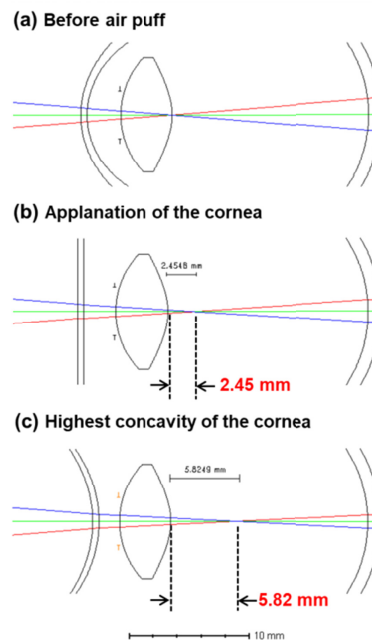 (a) Before air puff
(b) Applanation of the cornea
2.4548 mm
2.45 mm
(c) Highest concavity of the cornea
5.8249 mm
5.82 mm
10 mm